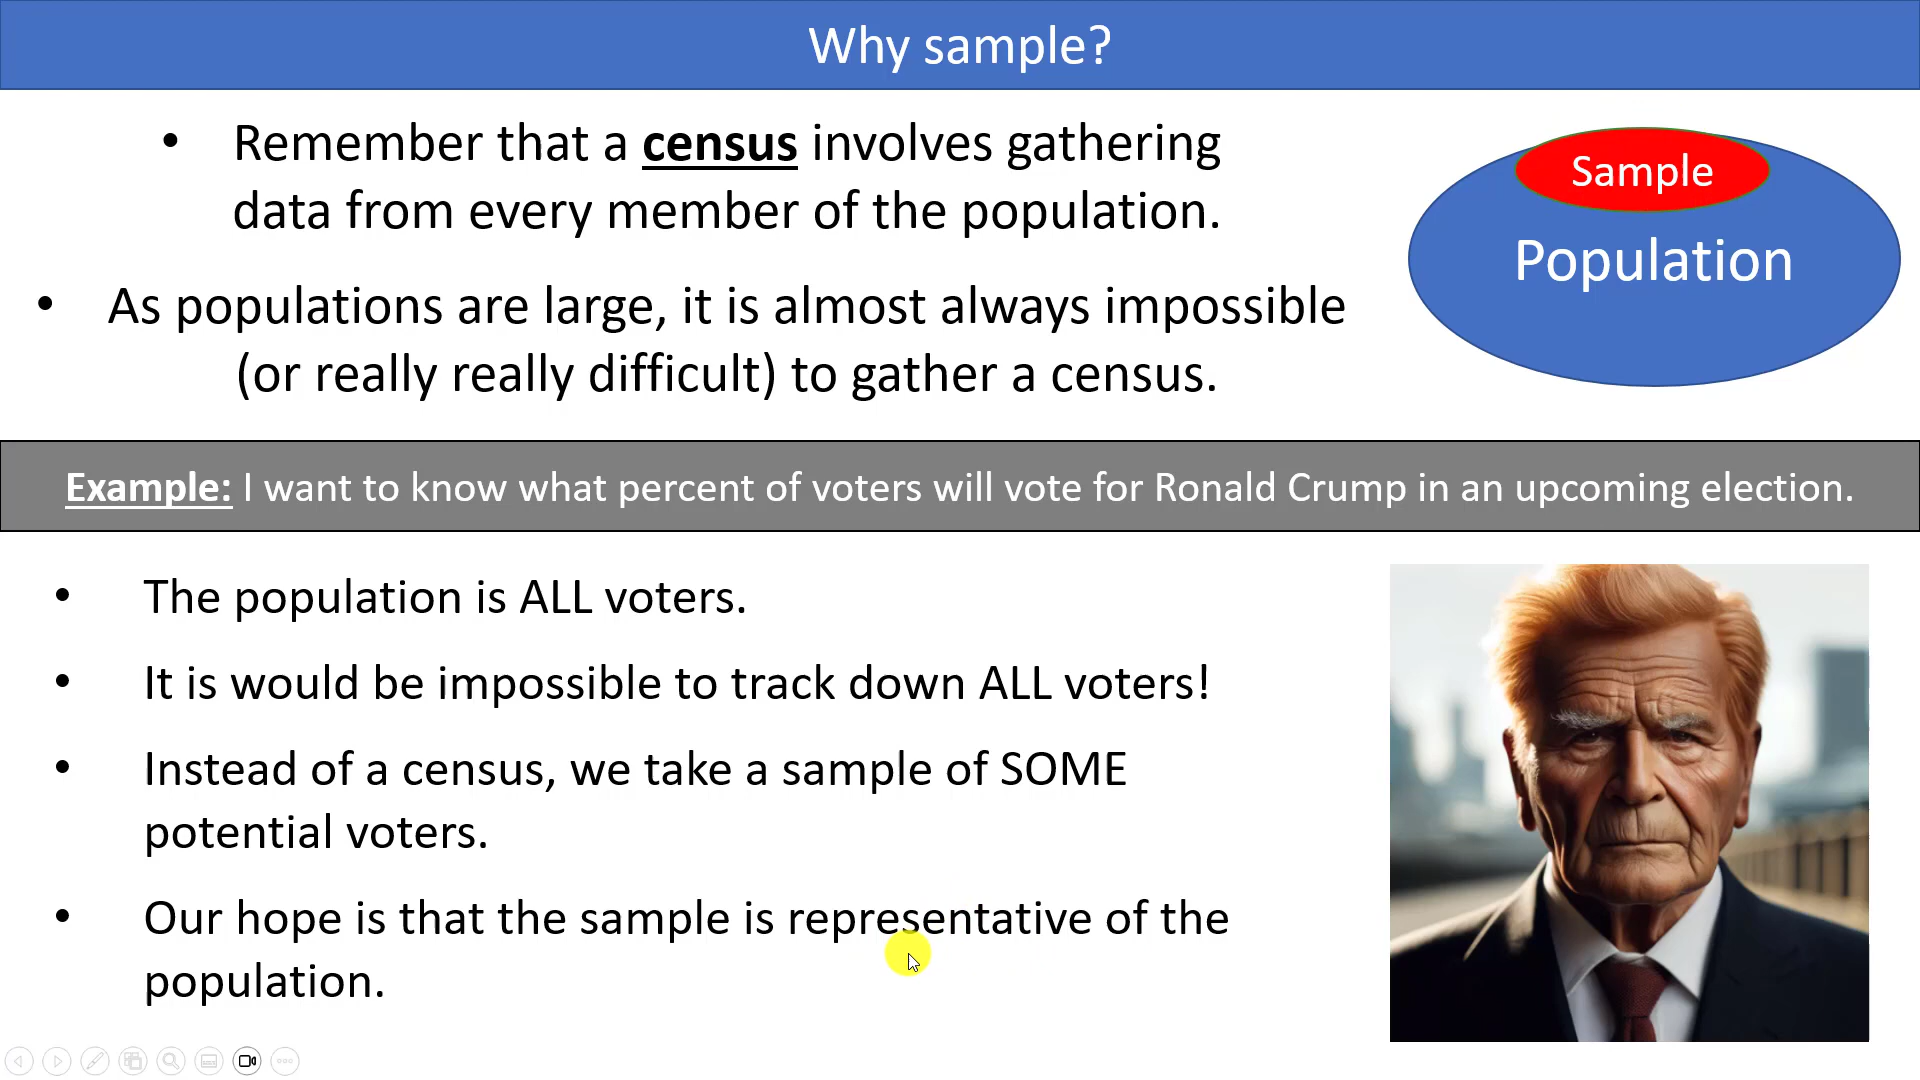 Why sample?
• Remember that a census involves gathering
data from every member of the population.
• As populations are large, it is almost always impossible
(or really really difficult) to gather a census.
Sample
Population
Example: I want to know what percent of voters will vote for Ronald Crump in an upcoming election.
• The population is ALL voters.
• It is would be impossible to track down ALL voters!
• Instead of a census, we take a sample of SOME
potential voters.
• Our hope is that the sample is representative of the
population.